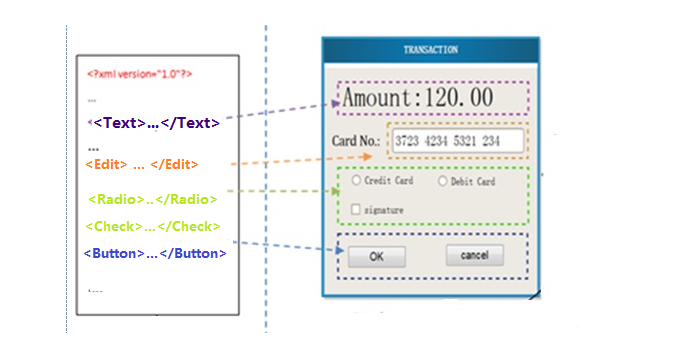 <?xml version="1.0"?>
...
<Text>...</Text>
...
<Edit> ... </Edit>
<Radio>..</Radio>
<Check>...</Check>
<Button>...</Button>
....
TRANSACTION
Amount:120.00
Card No.: 3723 4234 5321 234
Credit Card Debit Card
signature
OK cancel